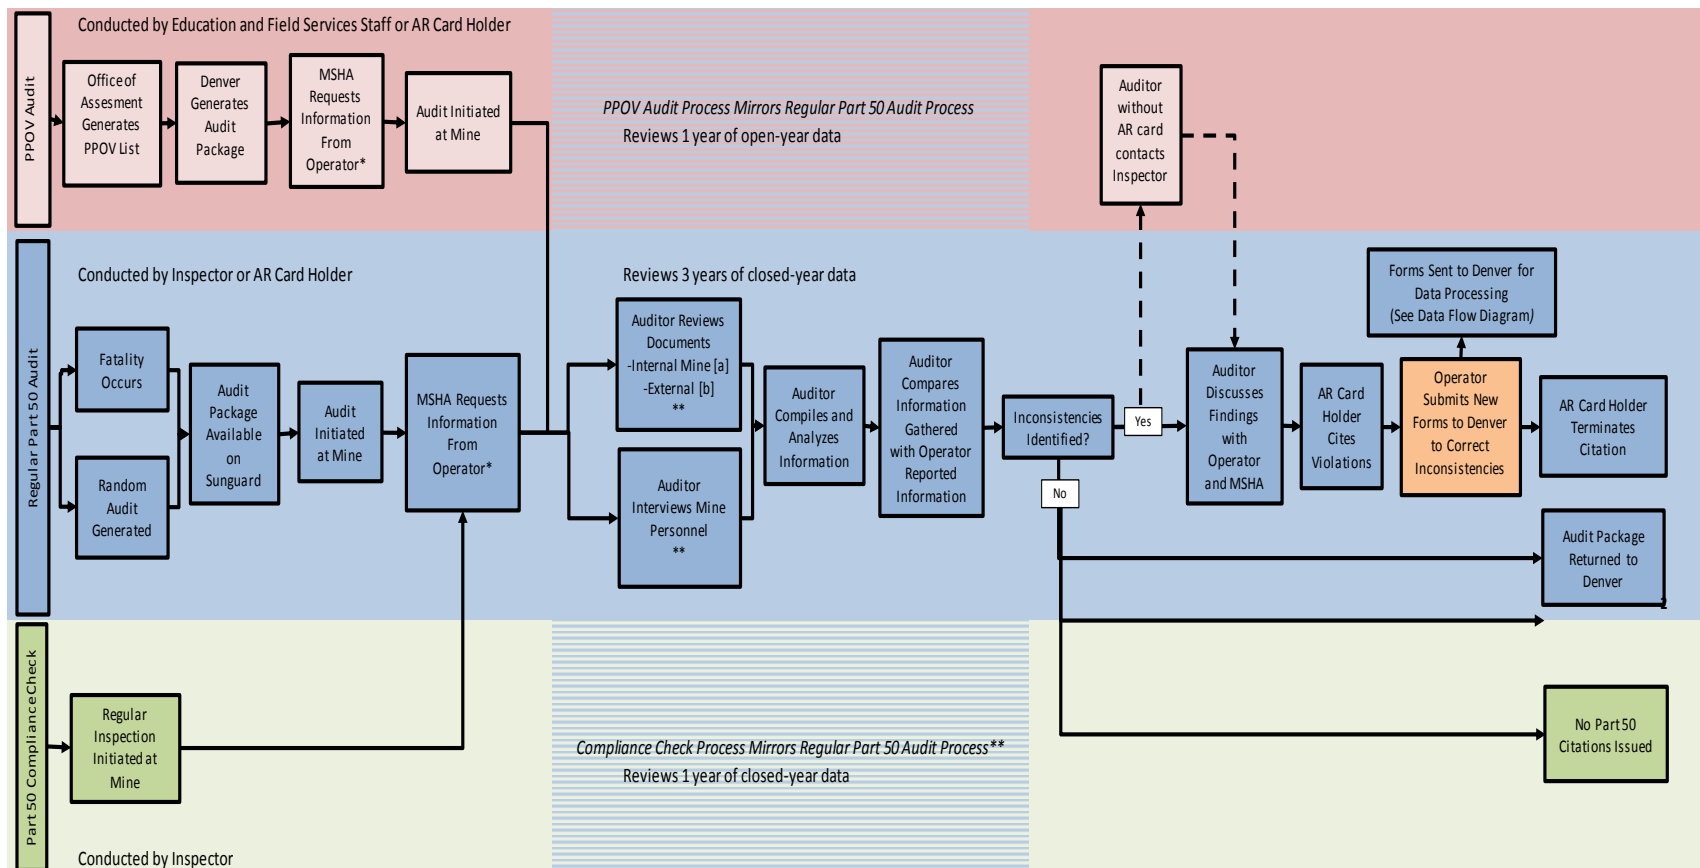 Conducted by Education and Field Services Staff or AR Card Holder
PPOV Audit
Office of
Assesment
Generates
PPOV List
Denver
Generates
Audit
Package
MSHA
Requests
Information
From
Operator*
Audit Initiated
at Mine
PPOV Audit Process Mirrors Regular Part 50 Audit Process
Reviews 1 year of open-year data
Auditor
without
AR card
contacts
Inspector
Regular Part 50 Audit
Conducted by Inspector or AR Card Holder
Fatality
Occurs
Random
Audit
Generated
Audit
Package
Available
on
Sunguard
Audit
Initiated
at Mine
MSHA Requests
Information
From
Operator*
Reviews 3 years of closed-year data
Auditor Reviews
Documents
-Internal Mine [a]
-External [b]
**
Auditor
Interviews Mine
Personnel
**
Auditor
Compiles and
Analyzes
Information
Auditor
Compares
Information
Gathered
with Operator
Reported
Information
Inconsistencies
Identified?
Yes
No
Auditor
Discusses
Findings
with
Operator
and MSHA
AR Card
Holder
Cites
Violations
Forms Sent to Denver for
Data Processing
(See Data Flow Diagram)
Operator
Submits New
Forms to Denver
to Correct
Inconsistencies
AR Card Holder
Terminates
Citation
Audit Package
Returned to
Denver
2
Part 50 Compliance Check
Regular
Inspection
Initiated at
Mine
Compliance Check Process Mirrors Regular Part 50 Audit Process**
Reviews 1 year of closed-year data
No Part 50
Citations Issued
Conducted by Inspector